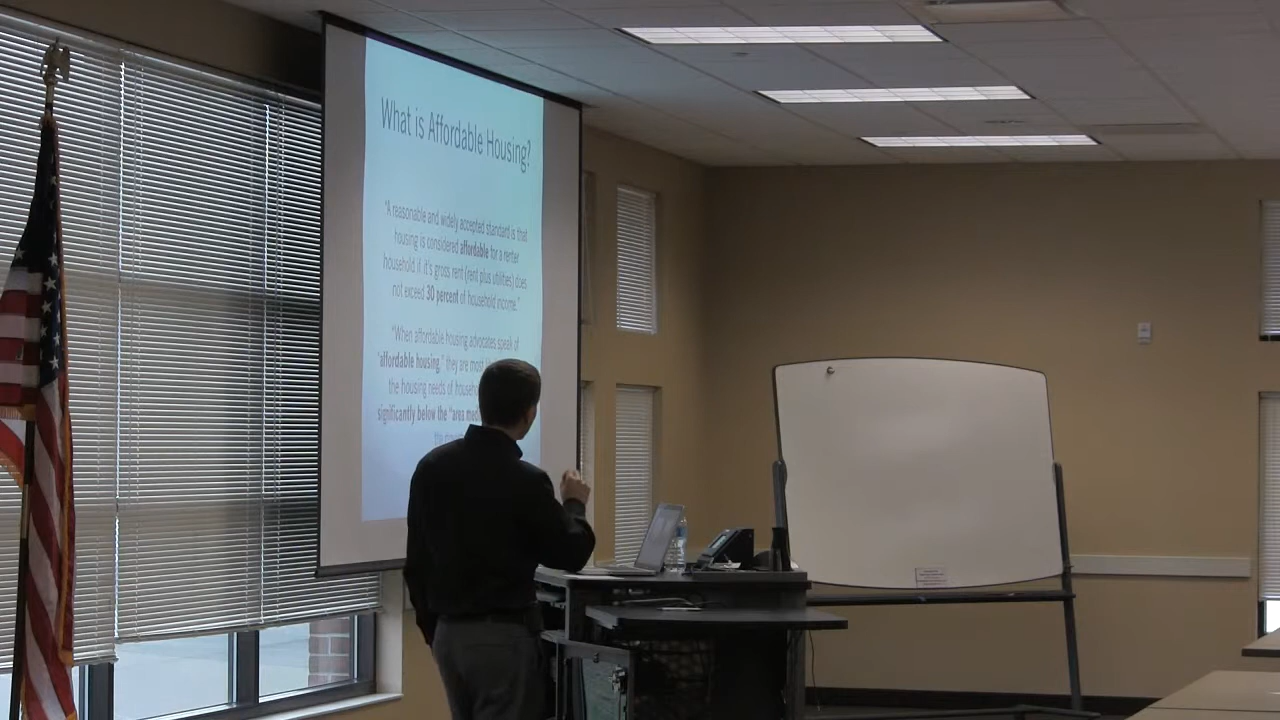 What is Affordable Housing?
"A reasonable and widely accepted standard is that
housing is considered affordable for a renter
household if it's gross rent (rent plus utilities) does
not exceed 30 percent of household income."
"When affordable housing advocates speak of
'affordable housing,' they are most
the housing needs of
significantly below the "area